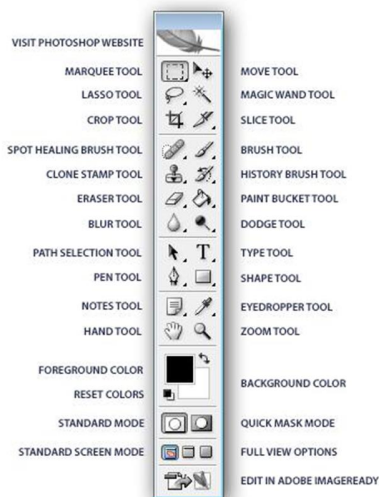 VISIT PHOTOSHOP WEBSITE
MARQUEE TOOL
MOVE TOOL
LASSO TOOL
MAGIC WAND TOOL
CROP TOOL
SLICE TOOL
SPOT HEALING BRUSH TOOL
BRUSH TOOL
CLONE STAMP TOOL
HISTORY BRUSH TOOL
ERASER TOOL
PAINT BUCKET TOOL
BLUR TOOL
DODGE TOOL
PATH SELECTION TOOL
T
TYPE TOOL
PEN TOOL
SHAPE TOOL
NOTES TOOL
EYEDROPPER TOOL
HAND TOOL
ZOOM TOOL
FOREGROUND COLOR
BACKGROUND COLOR
RESET COLORS
STANDARD MODE
QUICK MASK MODE
STANDARD SCREEN MODE
FULL VIEW OPTIONS
EDIT IN ADOBE IMAGEREADY